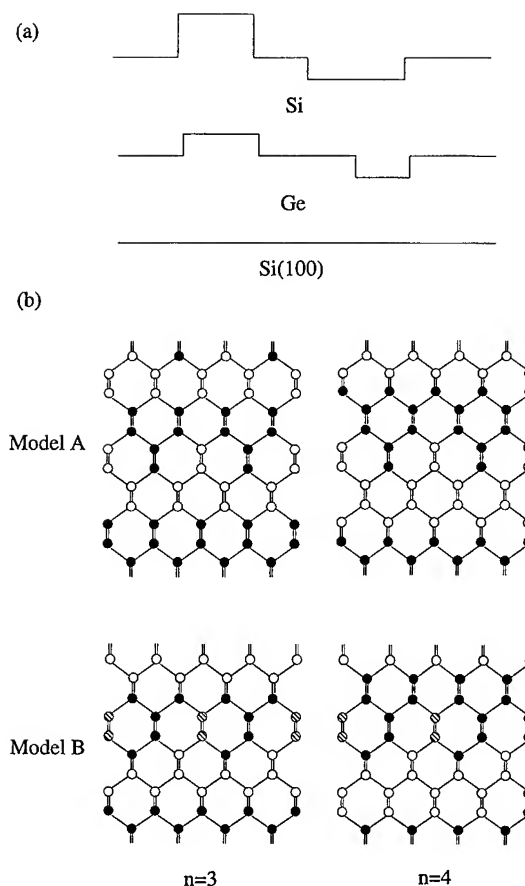 (a)
Si
Ge
Si(100)
(b)
Model A
Model B
n=3
n=4